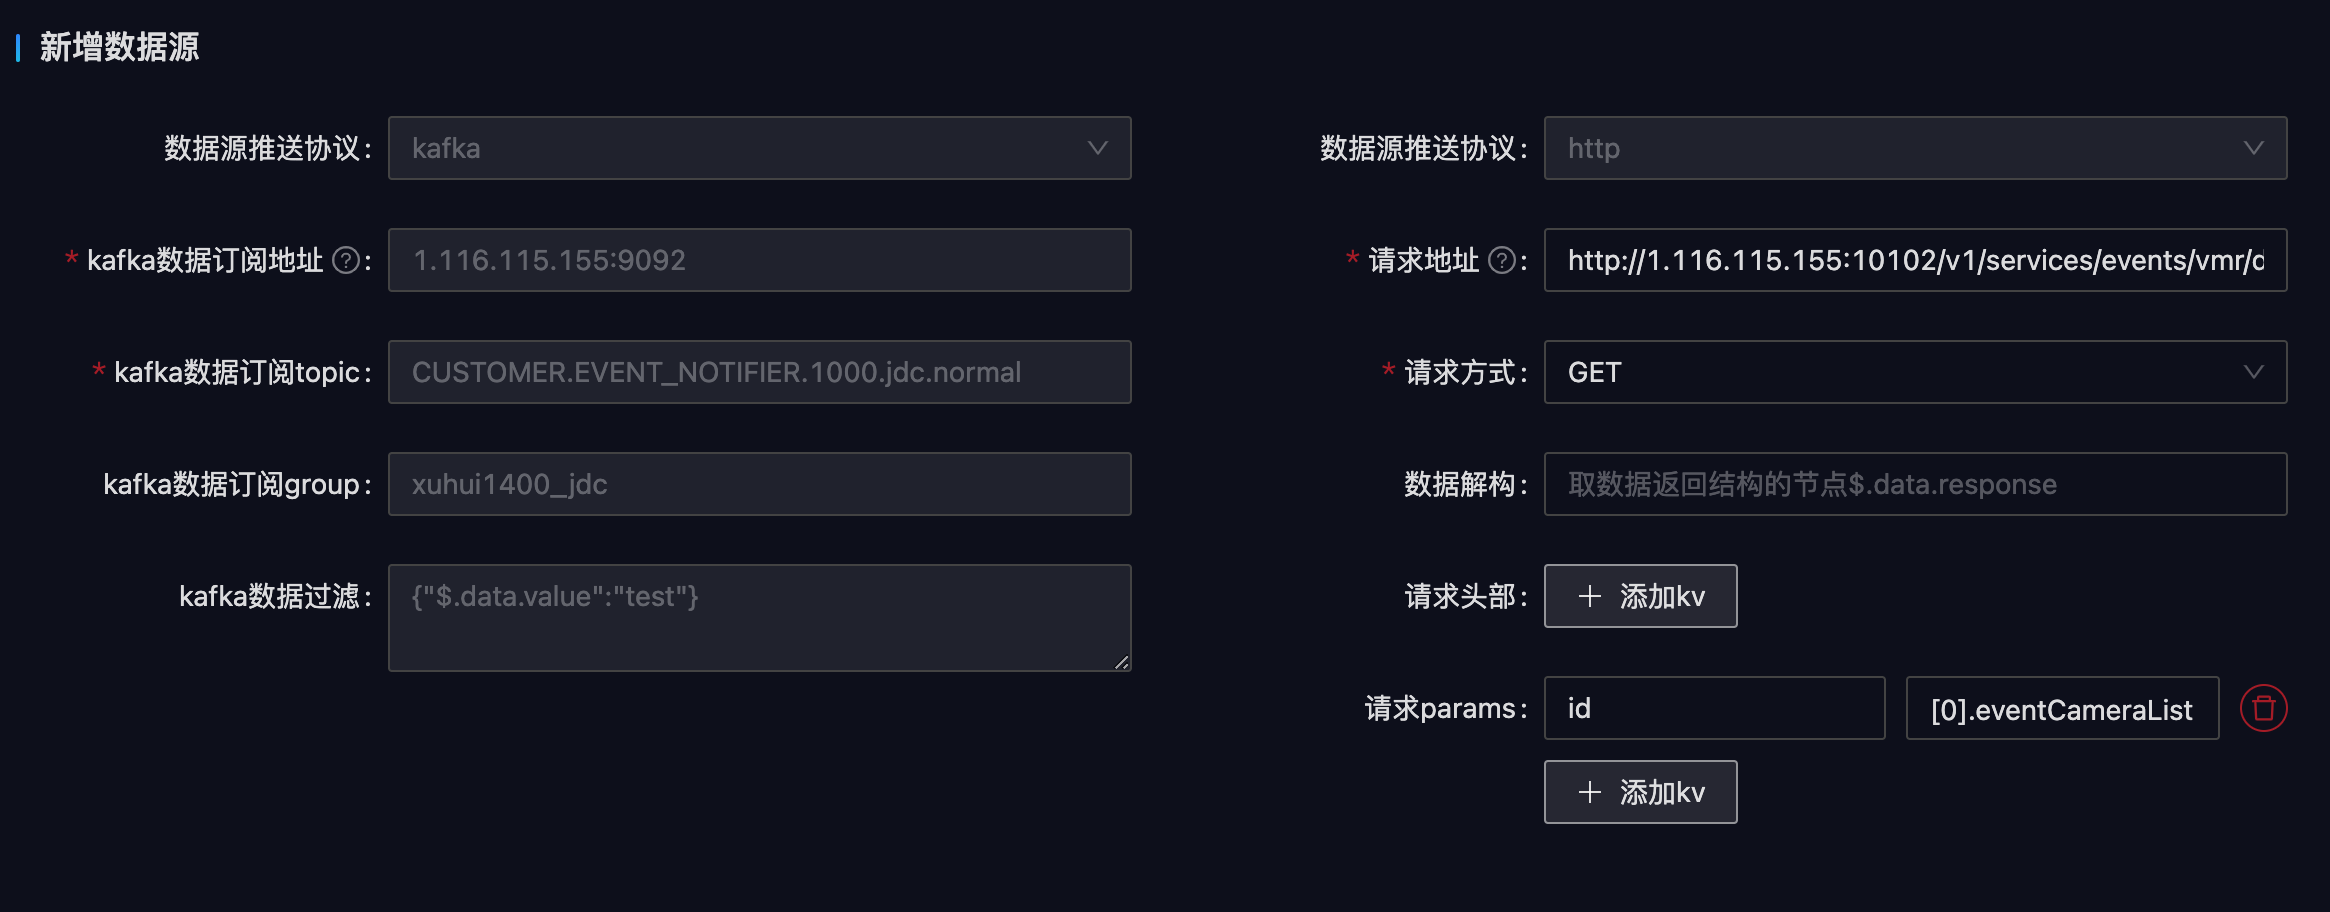 新增数据源
数据源推送协议:
kafka
* kafka数据订阅地址 ? :
1.116.115.155:9092
* kafka数据订阅topic:
CUSTOMER.EVENT_NOTIFIER.1000.jdc.normal
kafka数据订阅group:
xuhui1400_jdc
kafka数据过滤:
{"$.data.value":"test"}
数据源推送协议:
http
* 请求地址 ? :
http://1.116.115.155:10102/v1/services/events/vmr/d
* 请求方式:
GET
数据解构:
取数据返回结构的节点$.data.response
请求头部:
+ 添加kv
请求params:
id
[0].eventCameraList
+ 添加kv